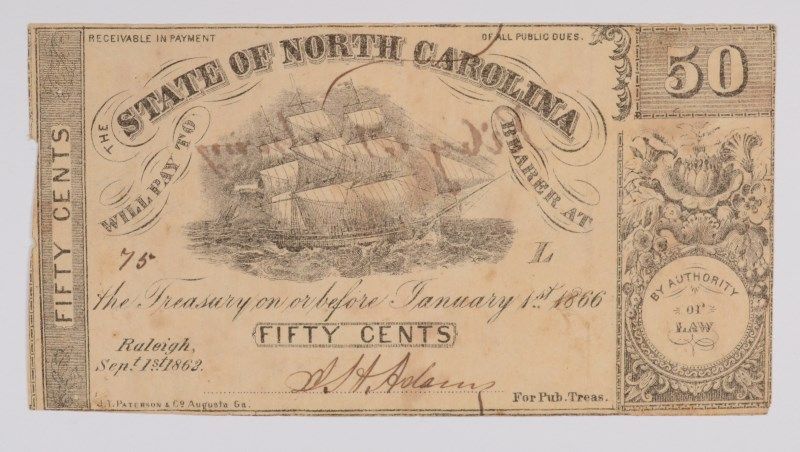 RECEIVABLE IN PAYMENT OF ALL PUBLIC DUES.
THE STATE OF NORTH CAROLINA
50
WILL PAY TO BEARER AT
FIFTY CENTS
75 L
the Treasury on or before January 1st 1866
FIFTY CENTS
Raleigh,
Sept. 1st 1862.
For Pub. Treas.
J. T. PATERSON & Co Augusta Ga.
BY AUTHORITY
OF
LAW